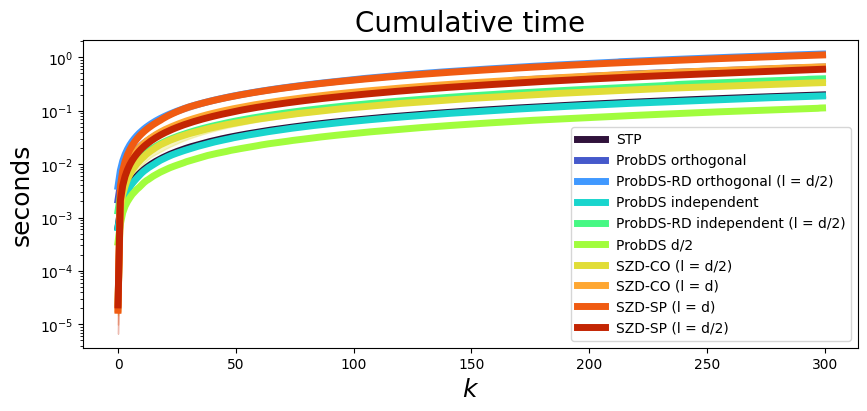 Cumulative time
seconds
10⁰
10⁻¹
10⁻²
10⁻³
10⁻⁴
10⁻⁵
STP
ProbDS orthogonal
ProbDS-RD orthogonal (l = d/2)
ProbDS independent
ProbDS-RD independent (l = d/2)
ProbDS d/2
SZD-CO (l = d/2)
SZD-CO (l = d)
SZD-SP (l = d)
SZD-SP (l = d/2)
0 50 100 150 200 250 300
k